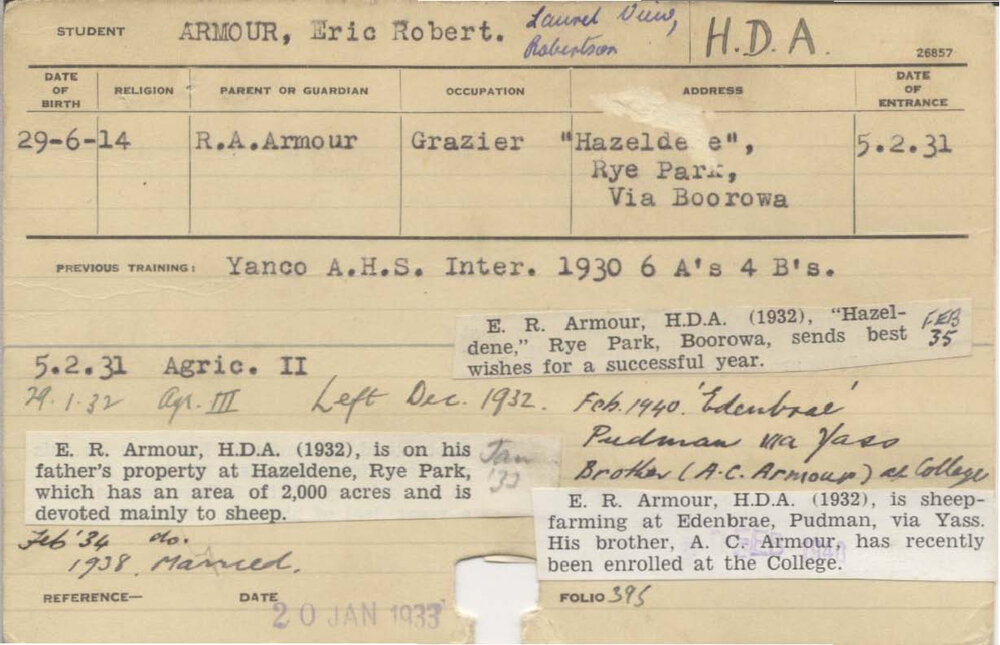 STUDENT ARMOUR, Eric Robert. Laurel View, Robertson H.D.A. 26857
DATE OF BIRTH RELIGION PARENT OR GUARDIAN OCCUPATION ADDRESS DATE OF ENTRANCE
29-6-14 R.A.Armour Grazier "Hazelde e", 5.2.31
Rye Park,
Via Boorowa
PREVIOUS TRAINING: Yanco A.H.S. Inter. 1930 6 A's 4 B's.
E. R. Armour, H.D.A. (1932), "Hazel-
dene," Rye Park, Boorowa, sends best
wishes for a successful year.
FEB
35
5.2.31 Agric. II
29.1.32 Agr. III Left Dec. 1932.
Feb. 1940. 'Edenbrae'
Pudman via Yass
Brother (A.C. Armour) at College
E. R. Armour, H.D.A. (1932), is on his
father's property at Hazeldene, Rye Park,
which has an area of 2,000 acres and is
devoted mainly to sheep.
Jan
'33
E. R. Armour, H.D.A. (1932), is sheep-
farming at Edenbrae, Pudman, via Yass.
His brother, A. C. Armour, has recently
been enrolled at the College.
FEB 1940
Feb '34 do.
1938. Married.
REFERENCE— DATE 20 JAN 1933 FOLIO 395